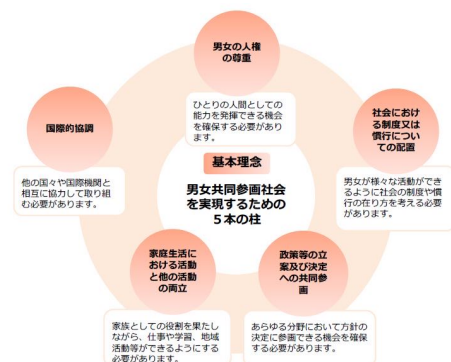 男女の人権
の尊重
ひとりの人間としての
能力を発揮できる機会
を確保する必要があり
ます。
国際的協調
他の国々や国際機関と
相互に協力して取り組
む必要があります。
社会におけ
る制度又は
慣行につい
ての配置
男女が様々な活動ができ
るように社会の制度や慣
行の在り方を考える必要
があります。
基本理念
男女共同参画社会
を実現するための
５本の柱
家庭生活に
おける活動
と他の活動
の両立
家族としての役割を果たし
ながら、仕事や学習、地域
活動等ができるようにする
必要があります。
政策等の立
案及び決定
への共同参
画
あらゆる分野において方針の
決定に参画できる機会を確保
する必要があります。